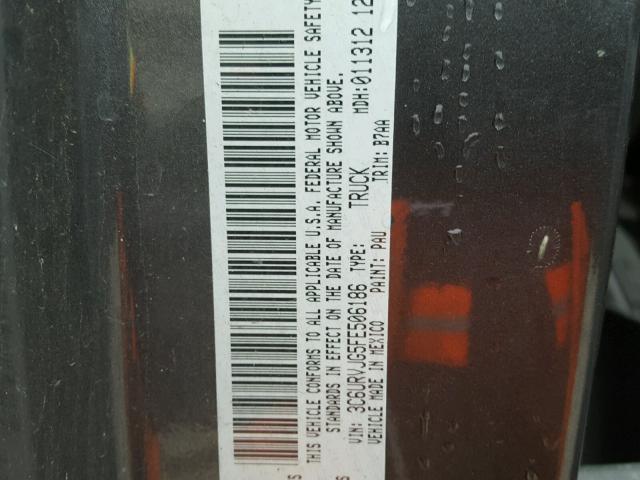 THIS VEHICLE CONFORMS TO ALL APPLICABLE U.S.A. FEDERAL MOTOR VEHICLE SAFETY
STANDARDS IN EFFECT ON THE DATE OF MANUFACTURE SHOWN ABOVE.
VIN: 3C6URVJG5FE506186 TYPE: TRUCK MDH:011312 12
VEHICLE MADE IN MEXICO PAINT: PAU TRIM: B7AA